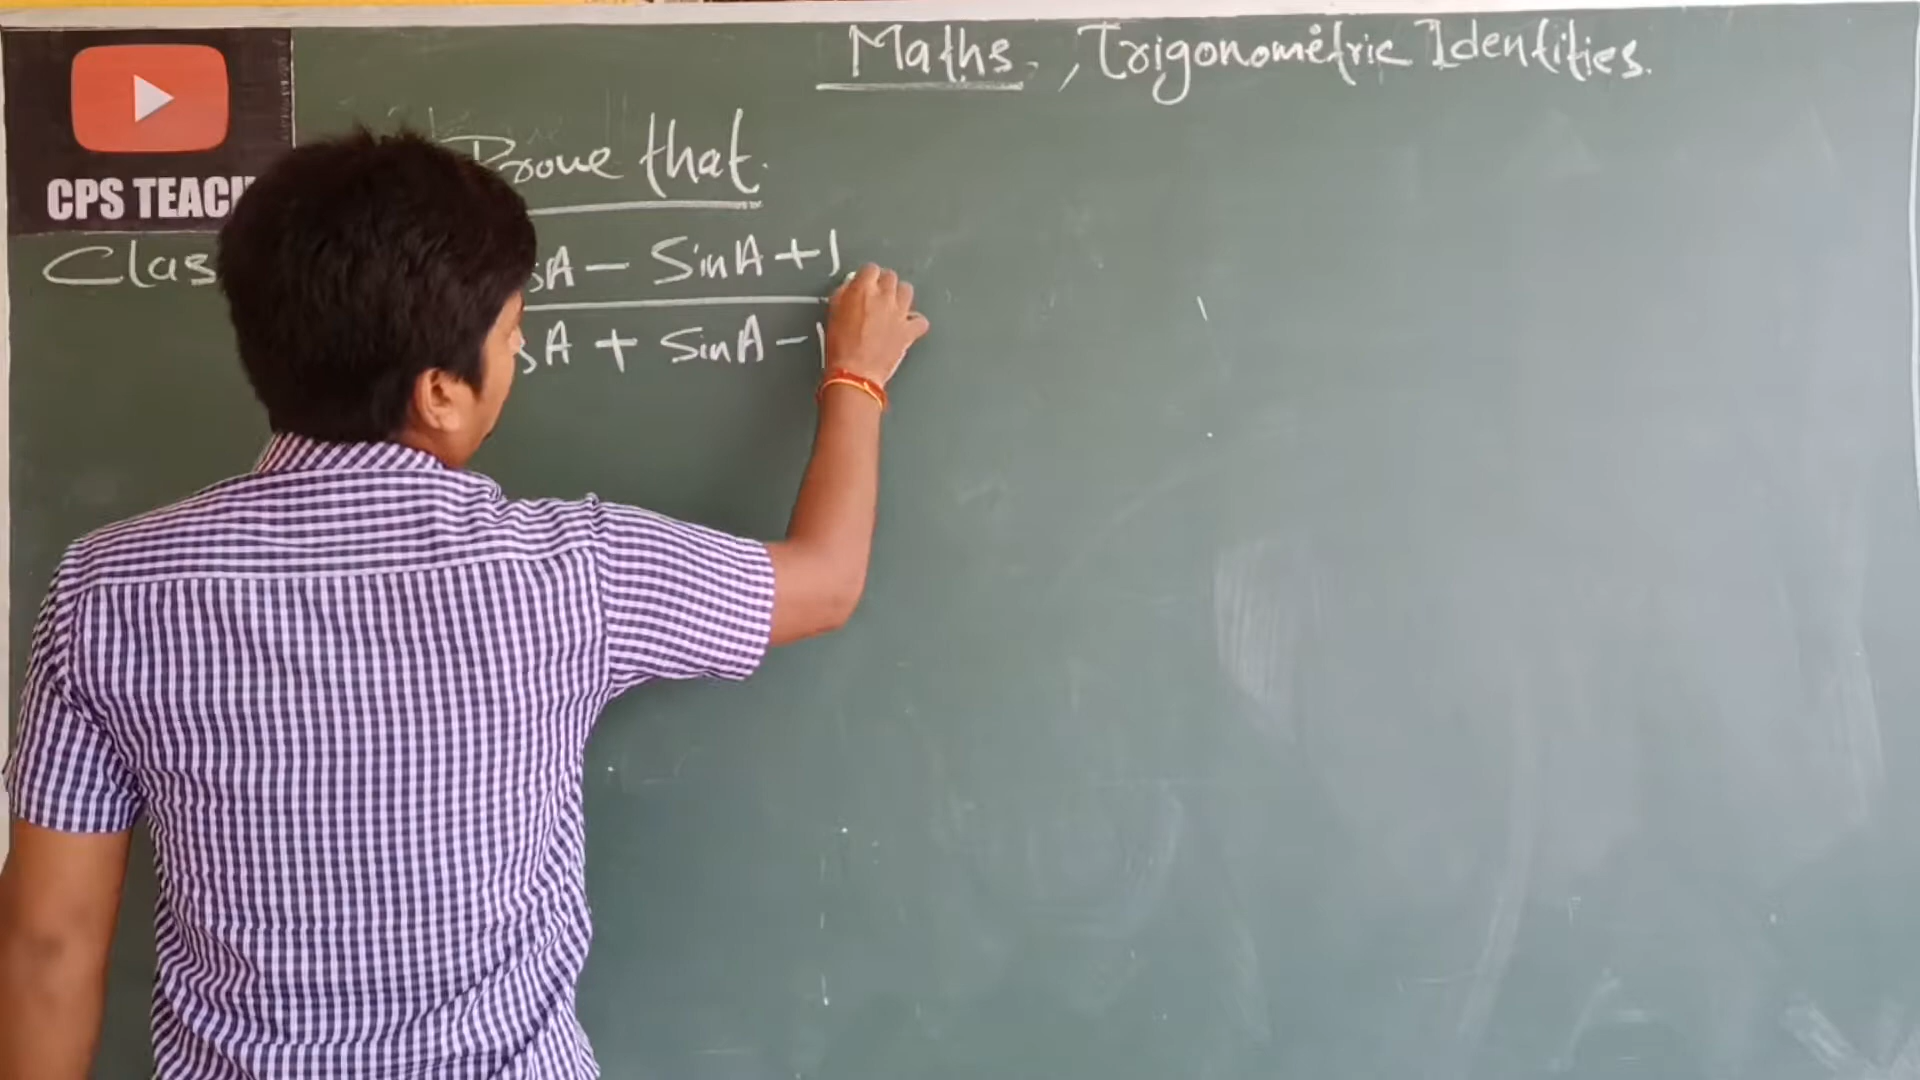 Maths. , Trigonometric Identities.
CPS TEAC
Prove that.
Clas
sA - SinA + 1
sA + SinA - 1